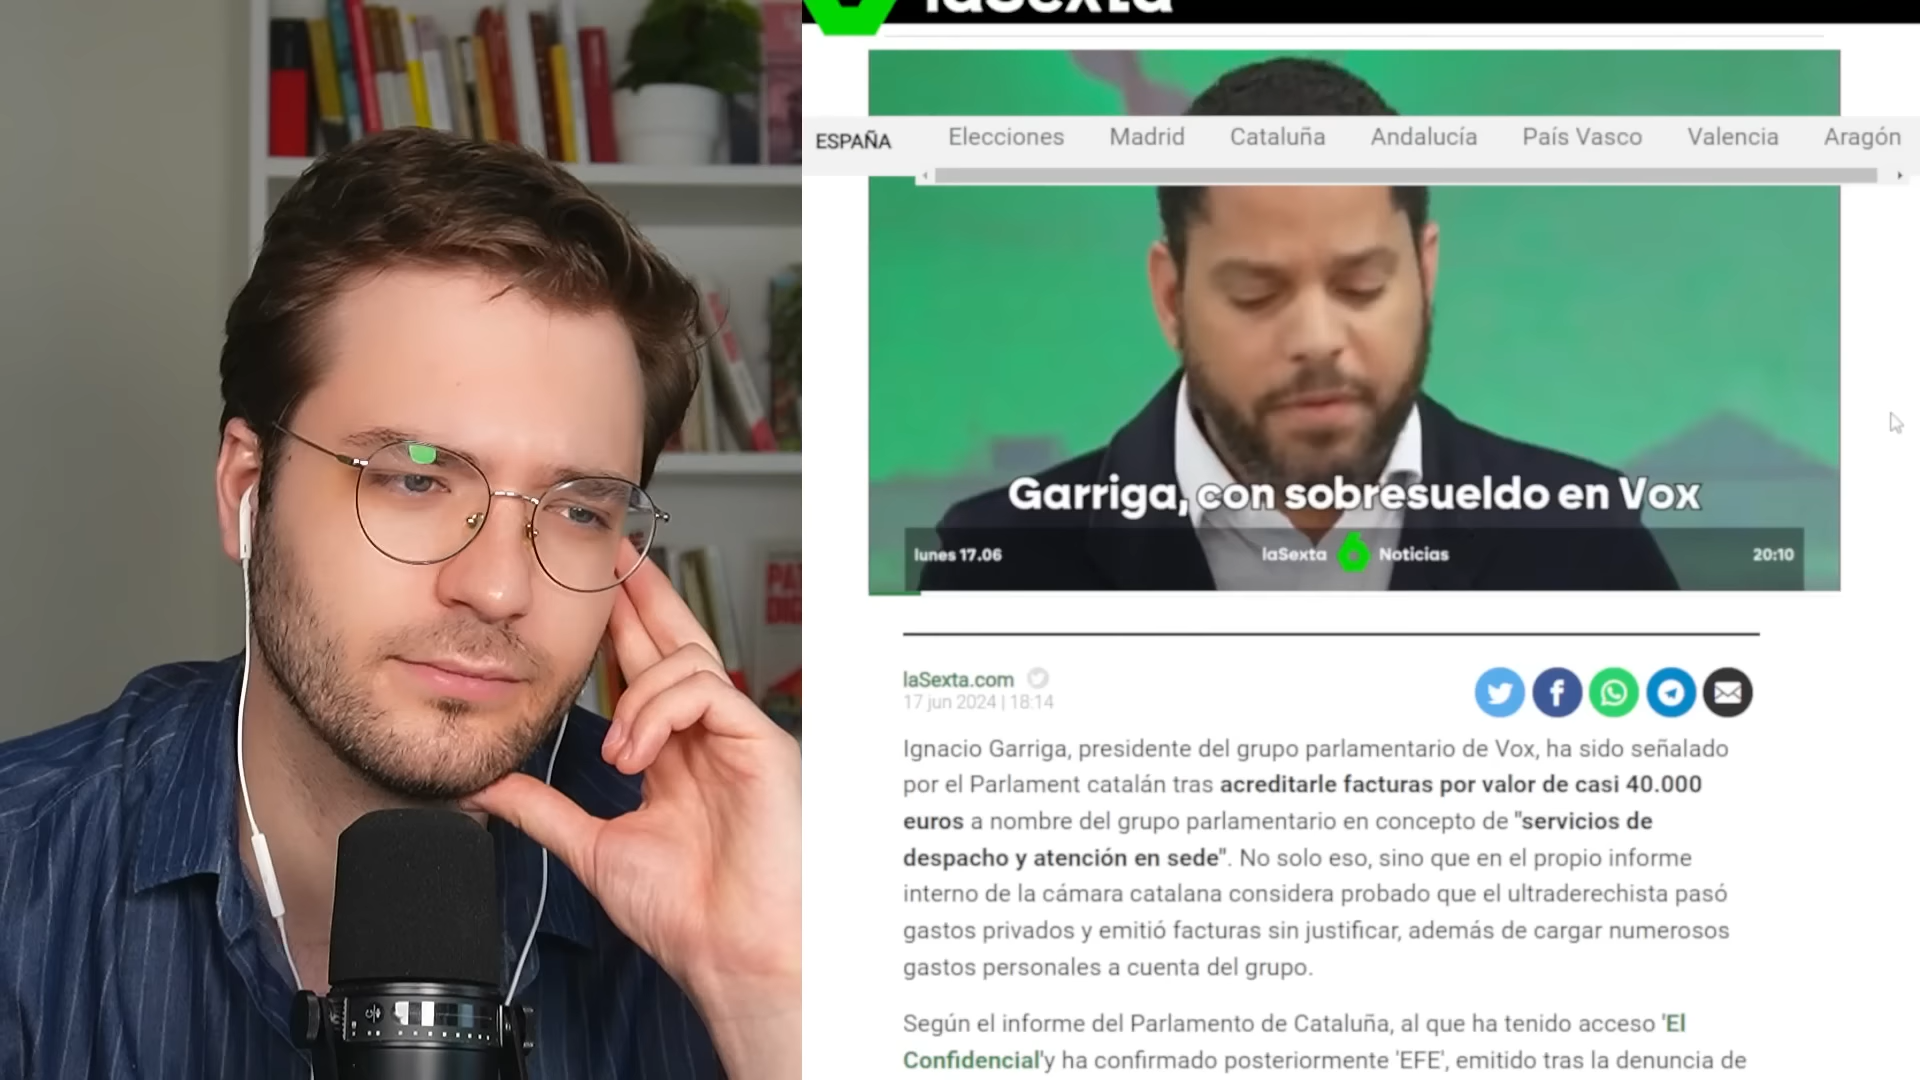 laSexta
ESPAÑA Elecciones Madrid Cataluña Andalucía País Vasco Valencia Aragón
Garriga, con sobresueldo en Vox
lunes 17.06 laSexta Noticias 20:10
laSexta.com
17 jun 2024 | 18:14
Ignacio Garriga, presidente del grupo parlamentario de Vox, ha sido señalado
por el Parlament catalán tras acreditarle facturas por valor de casi 40.000
euros a nombre del grupo parlamentario en concepto de "servicios de
despacho y atención en sede". No solo eso, sino que en el propio informe
interno de la cámara catalana considera probado que el ultraderechista pasó
gastos privados y emitió facturas sin justificar, además de cargar numerosos
gastos personales a cuenta del grupo.
Según el informe del Parlamento de Cataluña, al que ha tenido acceso 'El
Confidencial'y ha confirmado posteriormente 'EFE', emitido tras la denuncia de